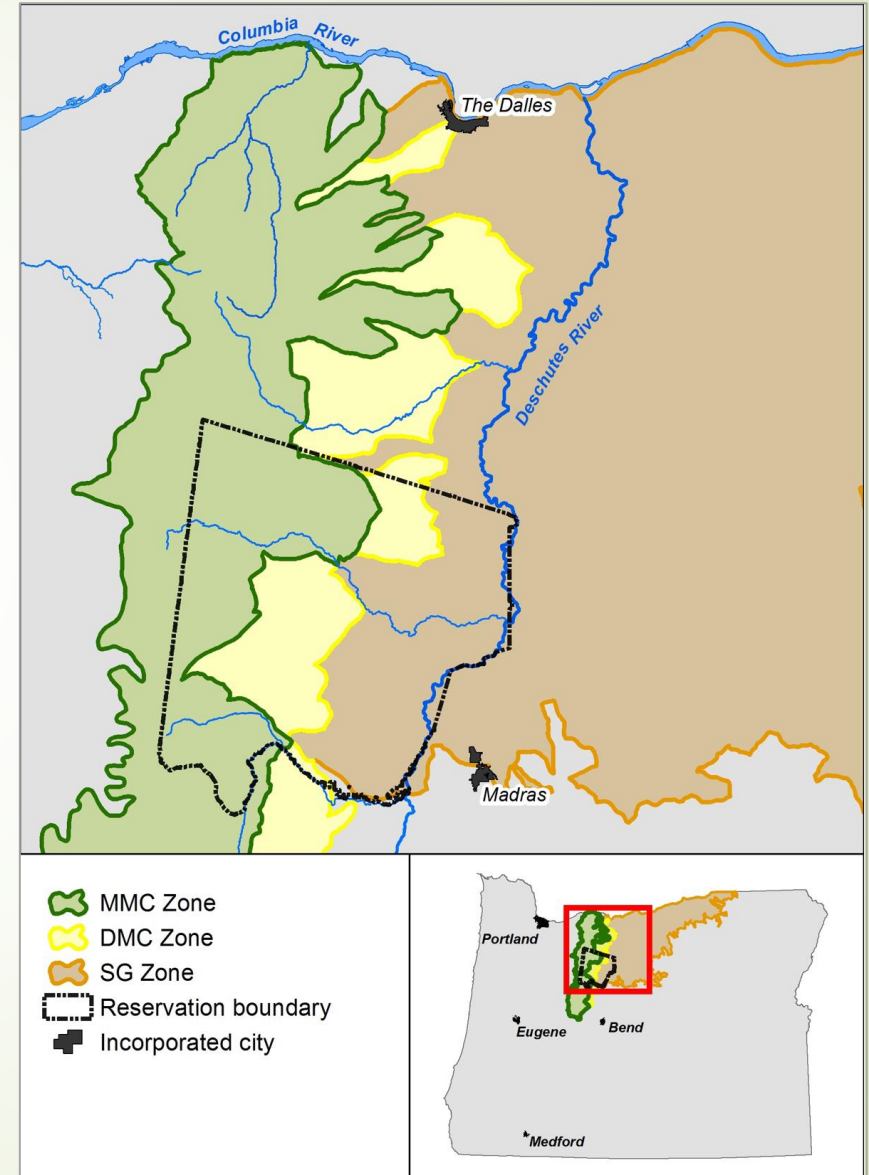 Columbia River
The Dalles
Deschutes River
Madras
MMC Zone
DMC Zone
SG Zone
Reservation boundary
Incorporated city
Portland
Eugene
Bend
Medford